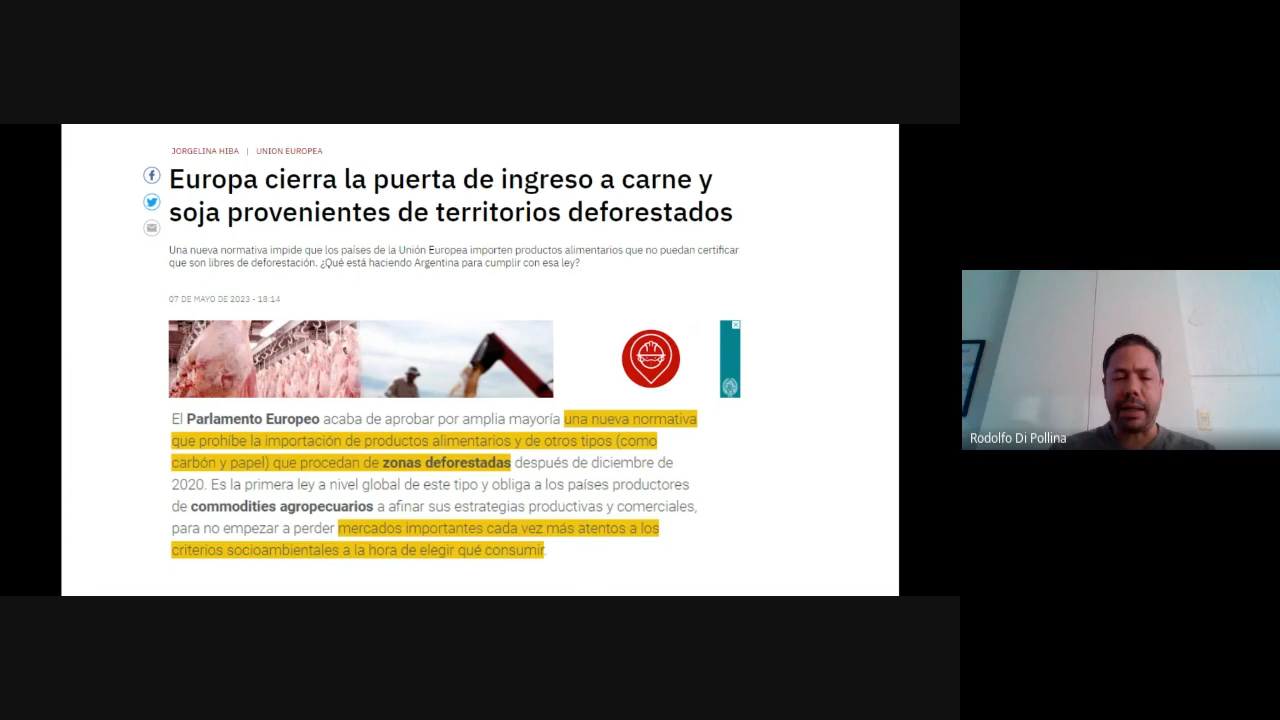 JORGELINA HIBA | UNION EUROPEA
Europa cierra la puerta de ingreso a carne y
soja provenientes de territorios deforestados
Una nueva normativa impide que los países de la Unión Europea importen productos alimentarios que no puedan certificar
que son libres de deforestación. ¿Qué está haciendo Argentina para cumplir con esa ley?
07 DE MAYO DE 2023 - 18:14
El Parlamento Europeo acaba de aprobar por amplia mayoría una nueva normativa
que prohíbe la importación de productos alimentarios y de otros tipos (como
carbón y papel) que procedan de zonas deforestadas después de diciembre de
2020. Es la primera ley a nivel global de este tipo y obliga a los países productores
de commodities agropecuarios a afinar sus estrategias productivas y comerciales,
para no empezar a perder mercados importantes cada vez más atentos a los
criterios socioambientales a la hora de elegir qué consumir.
Rodolfo Di Pollina